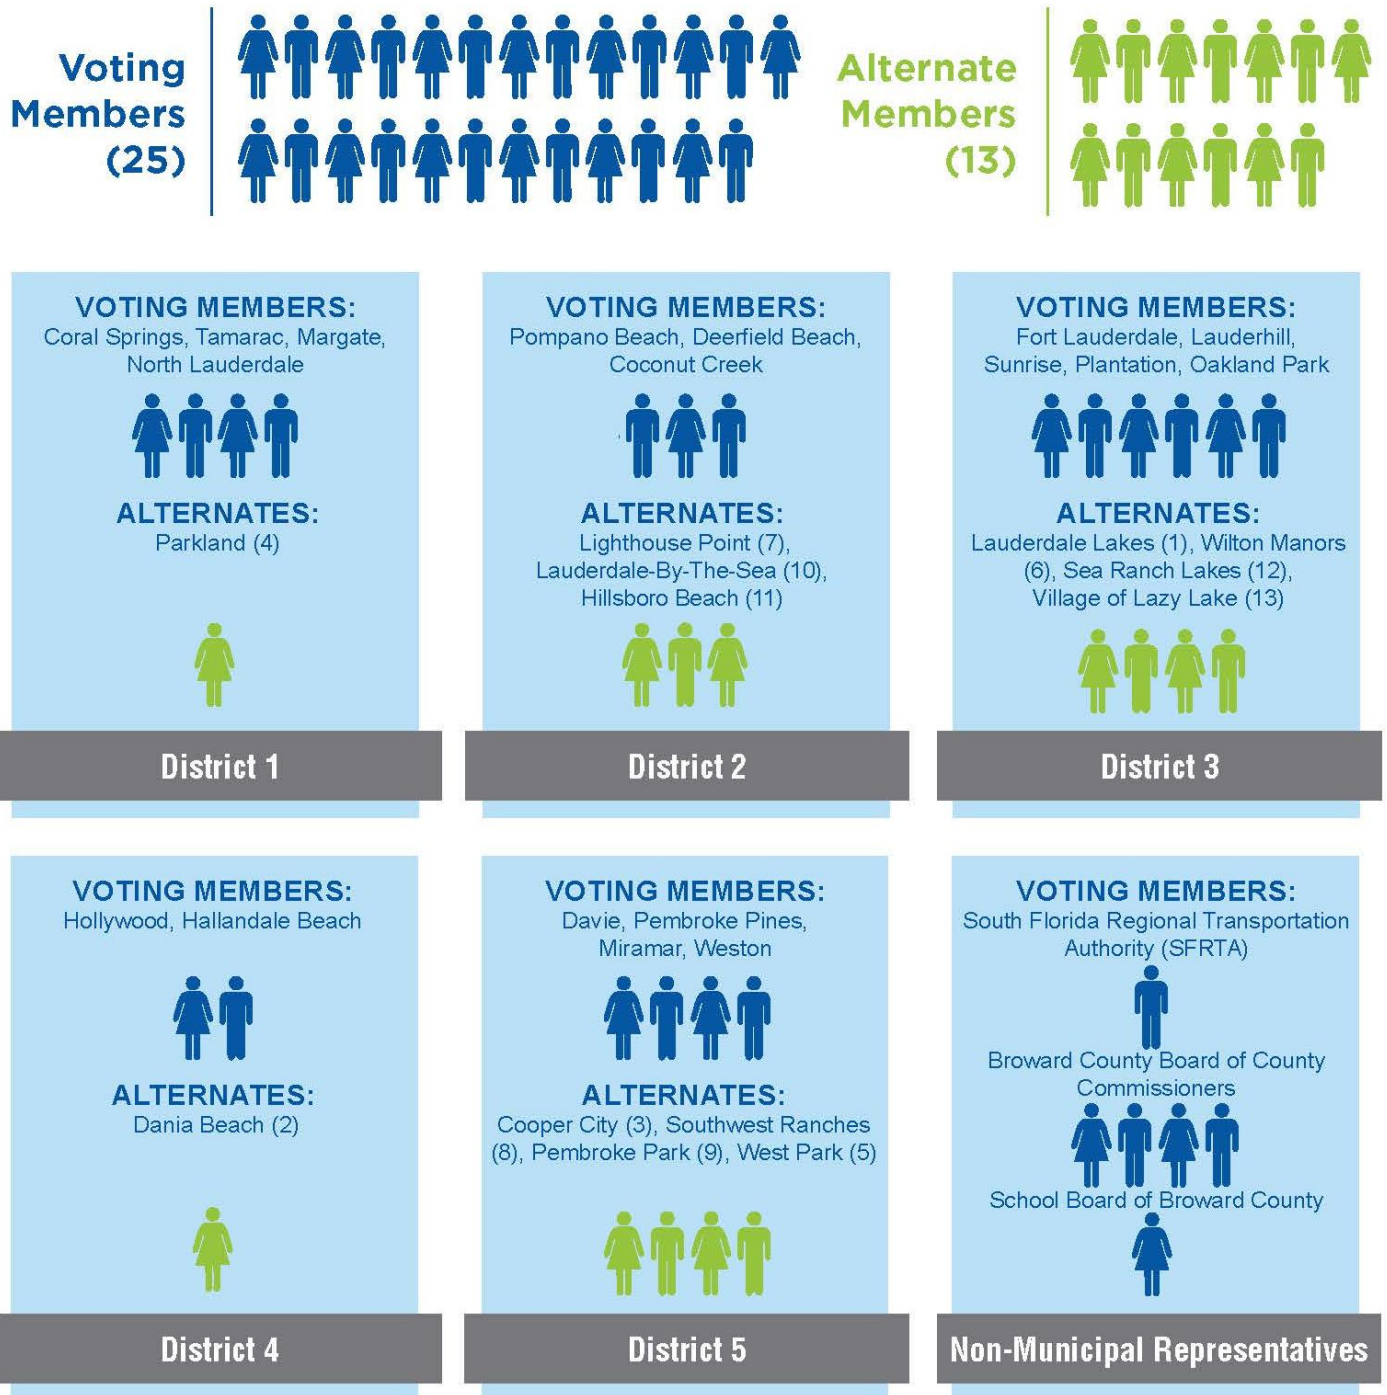 Voting
Members
(25)
Alternate
Members
(13)
VOTING MEMBERS:
Coral Springs, Tamarac, Margate,
North Lauderdale
ALTERNATES:
Parkland (4)
District 1
VOTING MEMBERS:
Pompano Beach, Deerfield Beach,
Coconut Creek
ALTERNATES:
Lighthouse Point (7),
Lauderdale-By-The-Sea (10),
Hillsboro Beach (11)
District 2
VOTING MEMBERS:
Fort Lauderdale, Lauderhill,
Sunrise, Plantation, Oakland Park
ALTERNATES:
Lauderdale Lakes (1), Wilton Manors
(6), Sea Ranch Lakes (12),
Village of Lazy Lake (13)
District 3
VOTING MEMBERS:
Hollywood, Hallandale Beach
ALTERNATES:
Dania Beach (2)
District 4
VOTING MEMBERS:
Davie, Pembroke Pines,
Miramar, Weston
ALTERNATES:
Cooper City (3), Southwest Ranches
(8), Pembroke Park (9), West Park (5)
District 5
VOTING MEMBERS:
South Florida Regional Transportation
Authority (SFRTA)
Broward County Board of County
Commissioners
School Board of Broward County
Non-Municipal Representatives